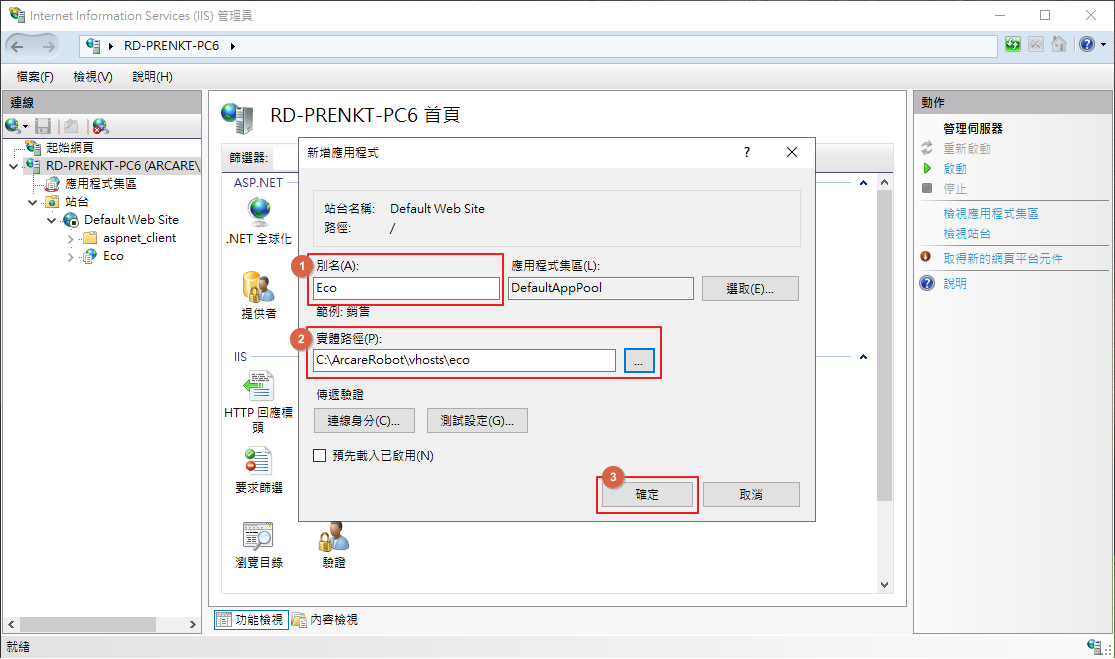 Internet Information Services (IIS) 管理員
RD-PRENKT-PC6
檔案(F) 檢視(V) 說明(H)
連線
起始網頁
RD-PRENKT-PC6 (ARCARE\
應用程式集區
站台
Default Web Site
aspnet_client
Eco
RD-PRENKT-PC6 首頁
篩選器:
ASP.NET
.NET 全球化
提供者
IIS
HTTP 回應標
頭
要求篩選
瀏覽目錄
驗證
新增應用程式
?
站台名稱: Default Web Site
路徑: /
1
別名(A): 應用程式集區(L):
Eco DefaultAppPool 選取(E)...
範例: 銷售
2
實體路徑(P):
C:\ArcareRobot\vhosts\eco ...
傳遞驗證
連線身分(C)... 測試設定(G)...
預先載入已啟用(N)
3
確定 取消
功能檢視 內容檢視
動作
管理伺服器
重新啟動
啟動
停止
檢視應用程式集區
檢視站台
取得新的網頁平台元件
說明
就緒